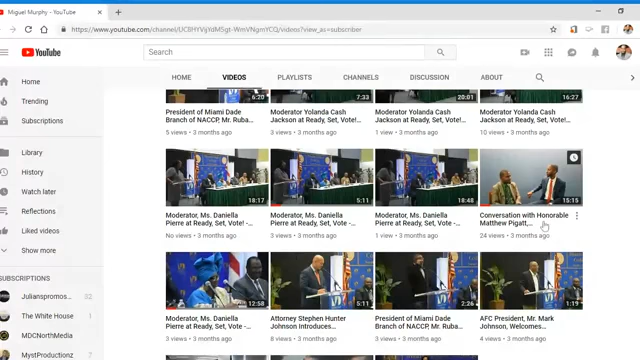 Miguel Murphy - YouTube
https://www.youtube.com/channel/UC8HYVijYdM5gt-WmVNgmYCQ/videos?view_as=subscriber
YouTube
Search
HOME VIDEOS PLAYLISTS CHANNELS DISCUSSION ABOUT
Home
Trending
Subscriptions
Library
History
Watch later
Reflections
Liked videos
Show more
SUBSCRIPTIONS
Julianspromos... 32
The White House
MDCNorthMedia
MystProductionz
6:20
President of Miami Dade
Branch of NACCP, Mr. Ruba...
5 views • 3 months ago
7:33
Moderator Yolanda Cash
Jackson at Ready, Set, Vote!...
3 views • 3 months ago
20:01
Moderator Yolanda Cash
Jackson at Ready, Set, Vote!...
1 view • 3 months ago
16:27
Moderator Yolanda Cash
Jackson at Ready, Set, Vote!...
10 views • 3 months ago
18:17
Moderator, Ms. Daniella
Pierre at Ready, Set, Vote! -...
No views • 3 months ago
5:11
Moderator, Ms. Daniella
Pierre at Ready, Set, Vote! -...
3 views • 3 months ago
18:48
Moderator, Ms. Daniella
Pierre at Ready, Set, Vote! -...
1 view • 3 months ago
15:15
Conversation with Honorable
Matthew Pigatt,...
24 views • 3 months ago
12:58
Moderator, Ms. Daniella
Pierre at Ready, Set, Vote -...
3 views • 3 months ago
5:11
Attorney Stephen Hunter
Johnson Introduces...
8 views • 3 months ago
2:26
President of Miami Dade
Branch of NACCP, Mr. Ruba...
3 views • 3 months ago
1:19
AFC President, Mr. Mark
Johnson, Welcomes...
4 views • 3 months ago